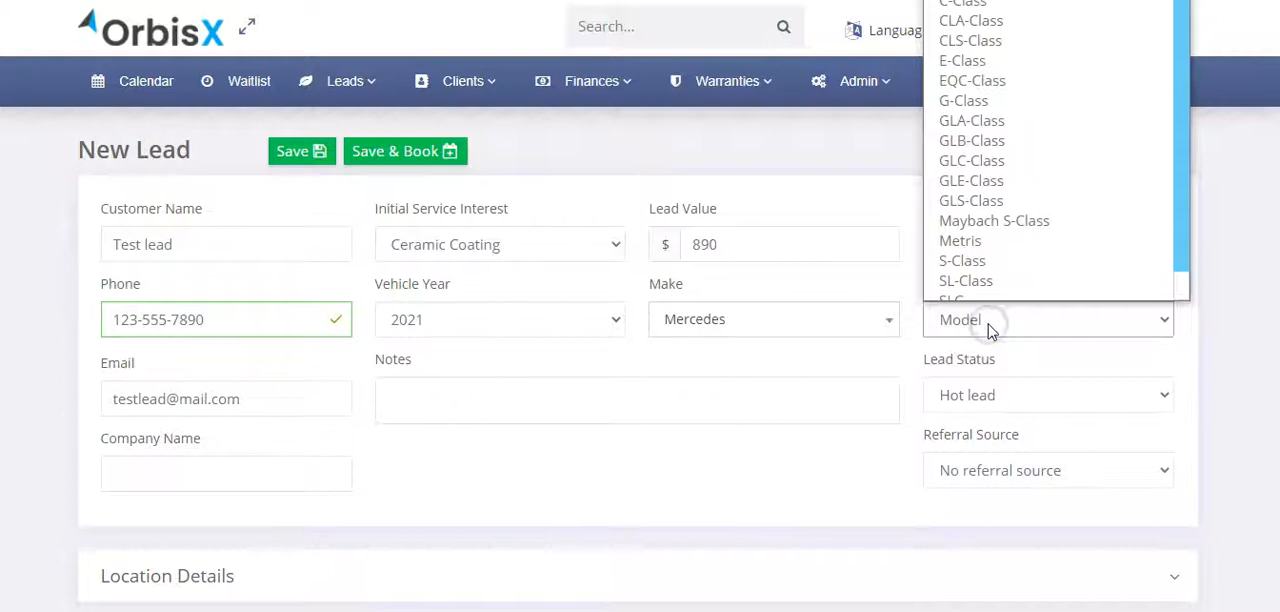 OrbisX
Search...
Languag
Calendar
Waitlist
Leads
Clients
Finances
Warranties
Admin
C-Class
CLA-Class
CLS-Class
E-Class
EQC-Class
G-Class
GLA-Class
GLB-Class
GLC-Class
GLE-Class
GLS-Class
Maybach S-Class
Metris
S-Class
SL-Class
SLC
New Lead
Save
Save & Book
Customer Name
Initial Service Interest
Lead Value
Test lead
Ceramic Coating
$ 890
Phone
Vehicle Year
Make
123-555-7890
2021
Mercedes
Model
Email
Notes
Lead Status
testlead@mail.com
Hot lead
Company Name
Referral Source
No referral source
Location Details